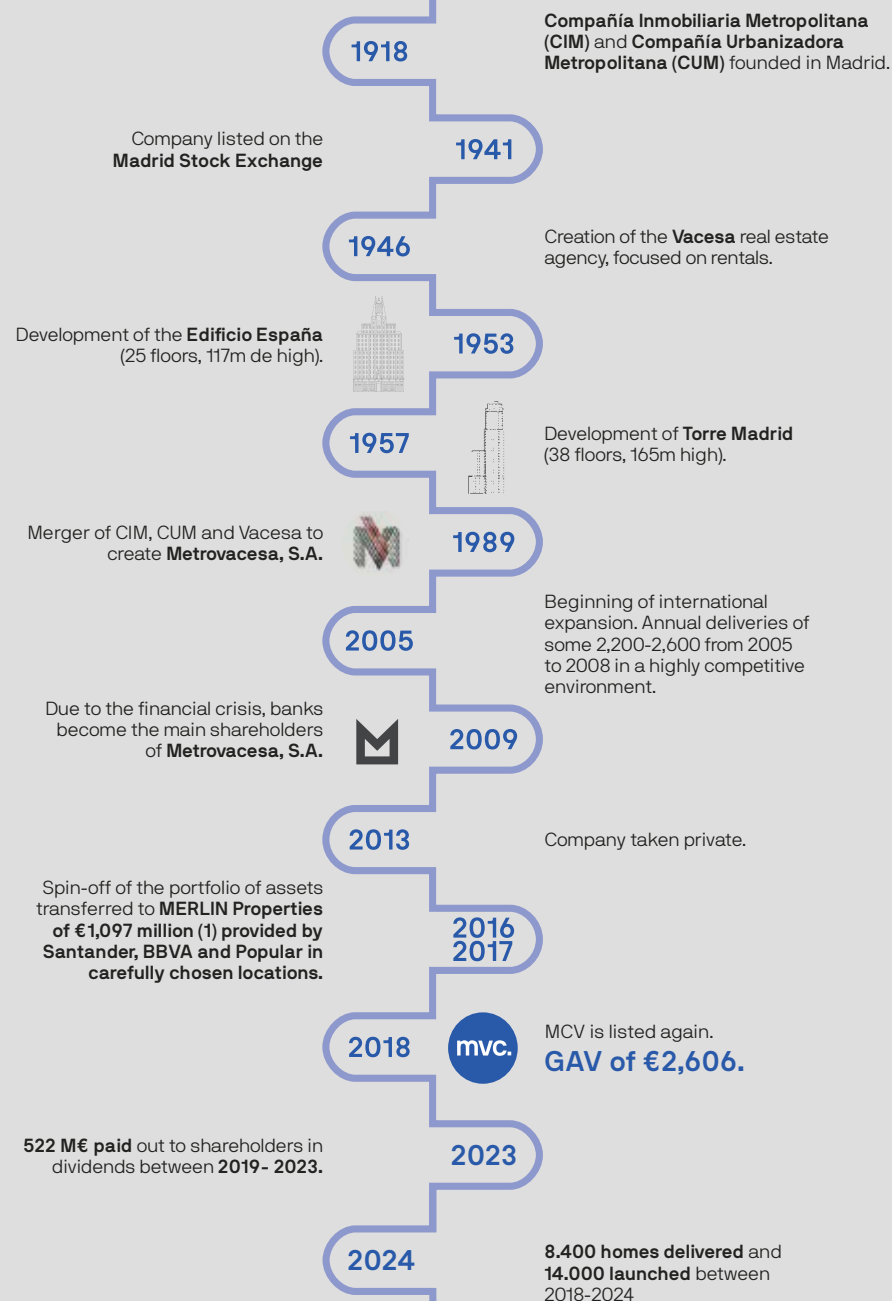 1918
Compañía Inmobiliaria Metropolitana
(CIM) and Compañía Urbanizadora
Metropolitana (CUM) founded in Madrid.
Company listed on the
Madrid Stock Exchange
1941
1946
Creation of the Vacesa real estate
agency, focused on rentals.
Development of the Edificio España
(25 floors, 117m de high).
1953
1957
Development of Torre Madrid
(38 floors, 165m high).
Merger of CIM, CUM and Vacesa to
create Metrovacesa, S.A.
1989
2005
Beginning of international
expansion. Annual deliveries of
some 2,200-2,600 from 2005
to 2008 in a highly competitive
environment.
Due to the financial crisis, banks
become the main shareholders
of Metrovacesa, S.A.
2009
2013
Company taken private.
Spin-off of the portfolio of assets
transferred to MERLIN Properties
of €1,097 million (1) provided by
Santander, BBVA and Popular in
carefully chosen locations.
2016
2017
2018
mvc.
MCV is listed again.
GAV of €2,606.
522 M€ paid out to shareholders in
dividends between 2019- 2023.
2023
2024
8.400 homes delivered and
14.000 launched between
2018-2024